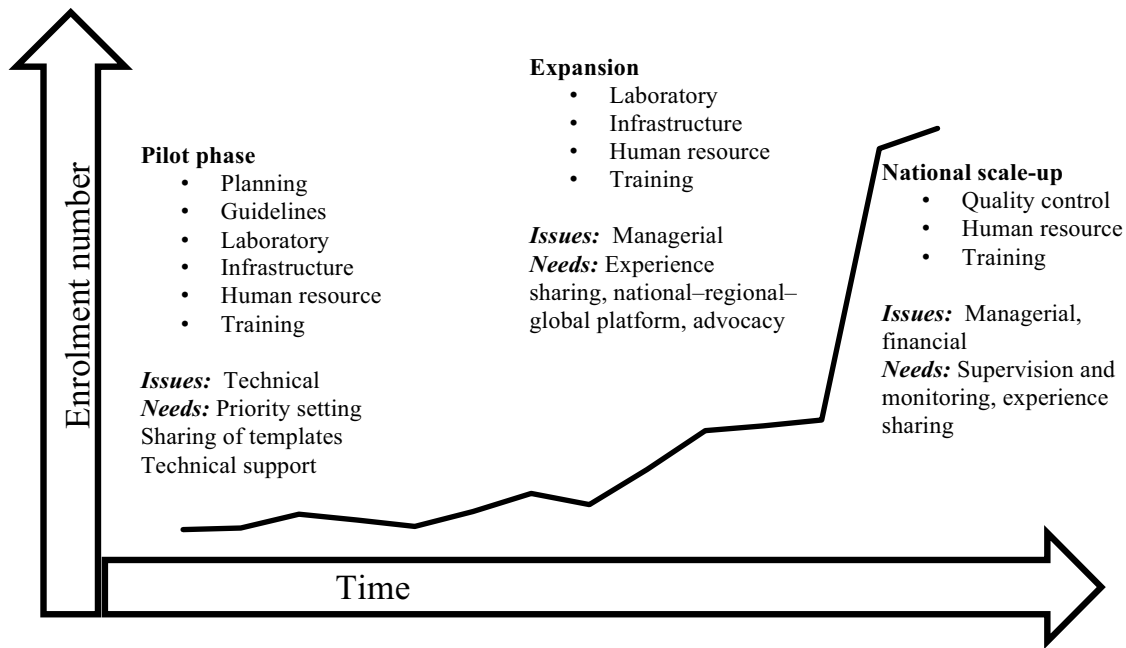 Enrolment number
Pilot phase
• Planning
• Guidelines
• Laboratory
• Infrastructure
• Human resource
• Training
Issues: Technical
Needs: Priority setting
Sharing of templates
Technical support
Expansion
• Laboratory
• Infrastructure
• Human resource
• Training
Issues: Managerial
Needs: Experience
sharing, national–regional–
global platform, advocacy
National scale-up
• Quality control
• Human resource
• Training
Issues: Managerial,
financial
Needs: Supervision and
monitoring, experience
sharing
Time